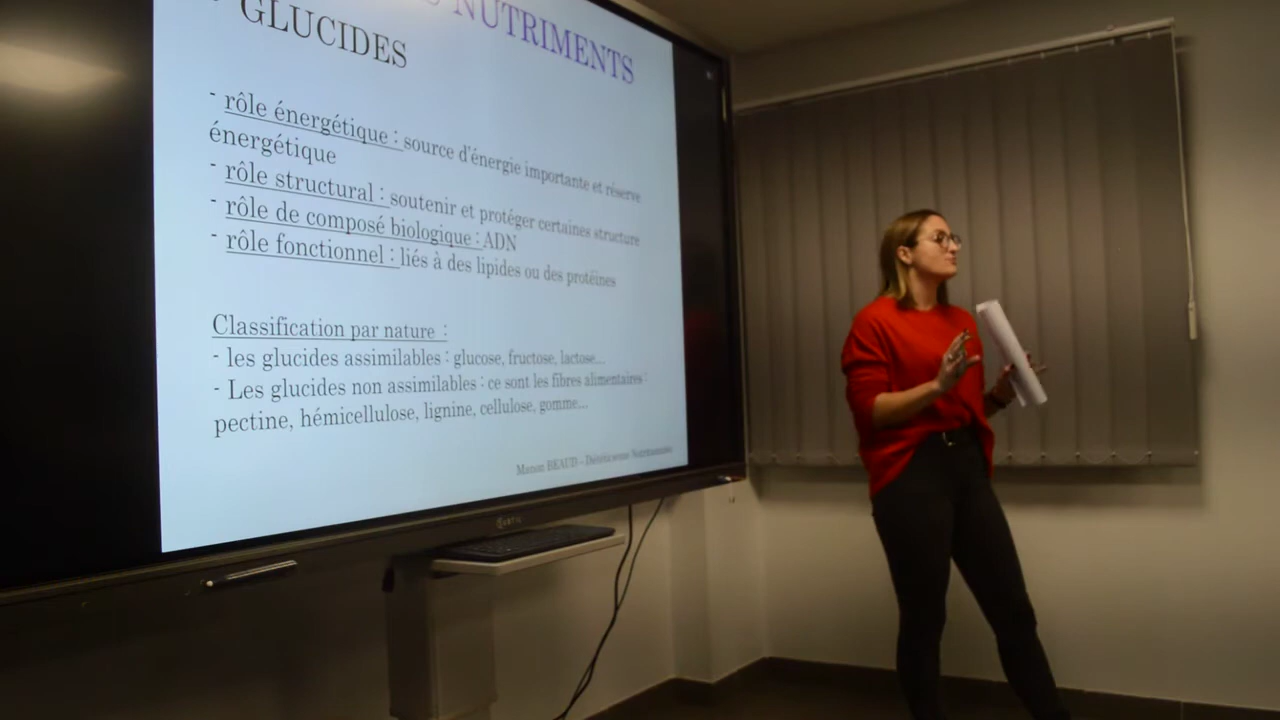 NUTRIMENTS
GLUCIDES
- rôle énergétique : source d'énergie importante et réserve
énergétique
- rôle structural : soutenir et protéger certaines structure
- rôle de composé biologique : ADN
- rôle fonctionnel : liés à des lipides ou des protéines
Classification par nature :
- les glucides assimilables : glucose, fructose, lactose...
- Les glucides non assimilables : ce sont les fibres alimentaires :
pectine, hémicellulose, lignine, cellulose, gomme...
Manon BEAUD – Diététicienne Nutritionniste